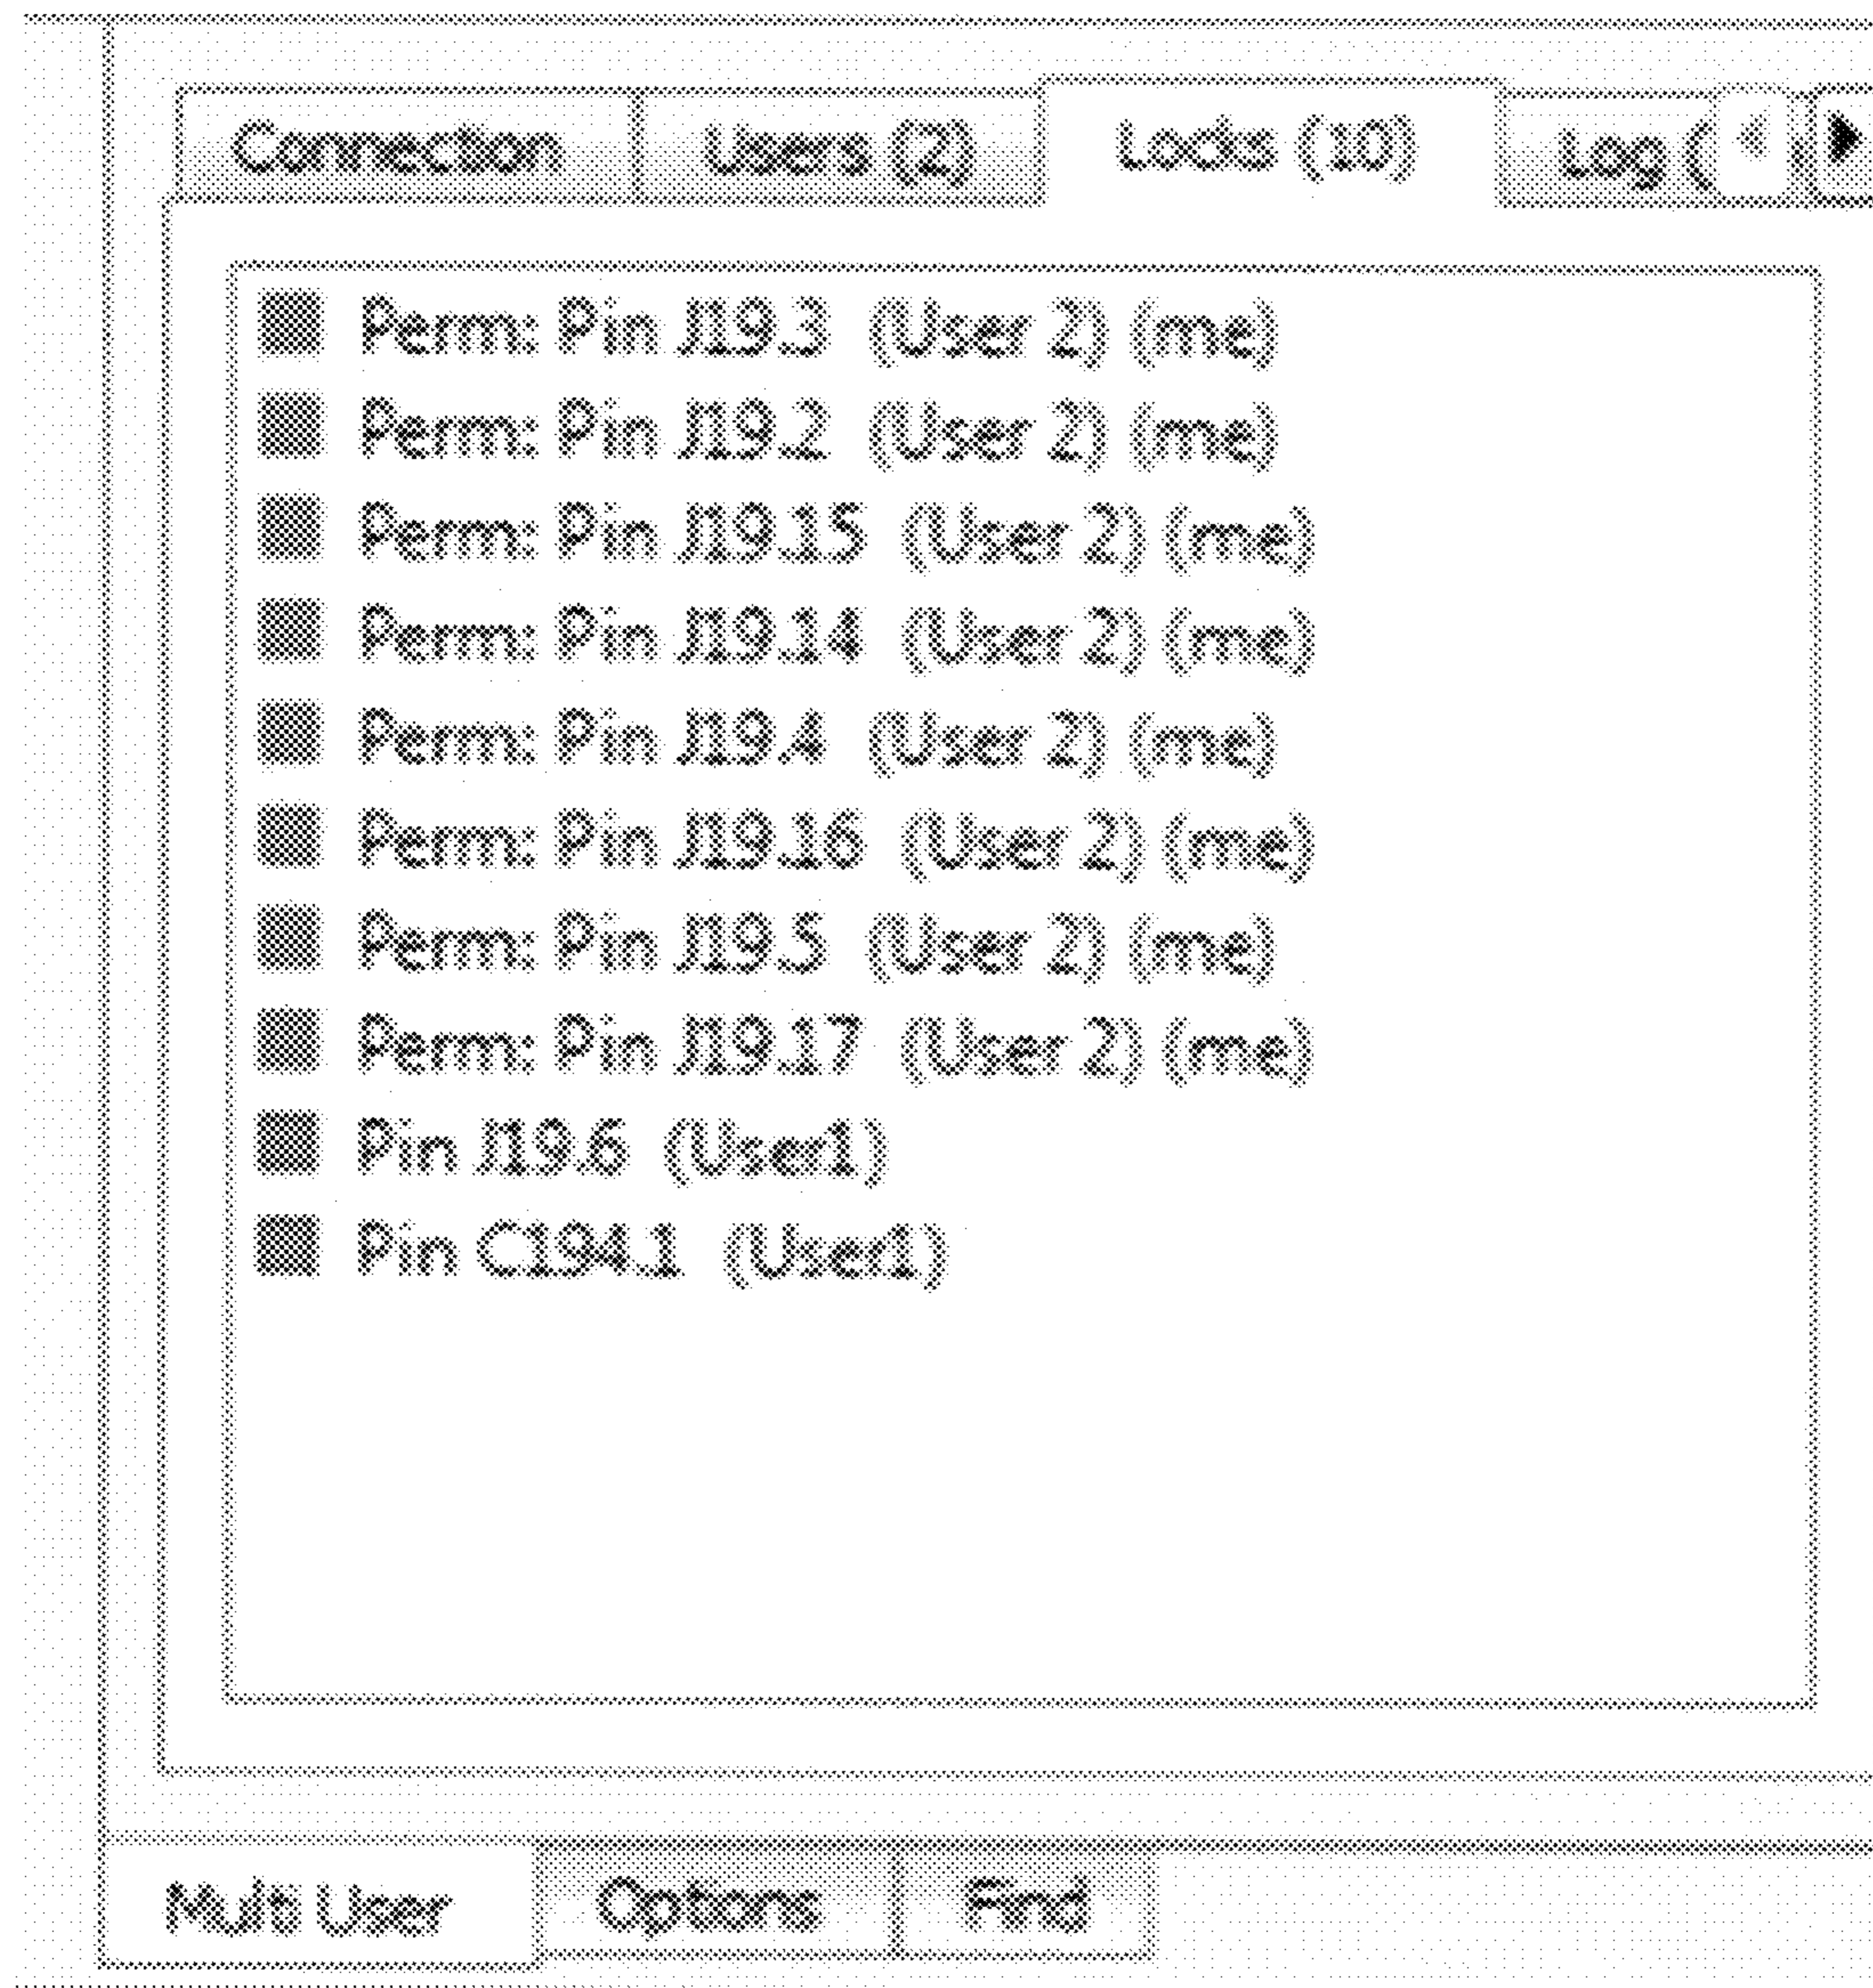 Connection Users (2) Locks (10) Log (
Perm: Pin J19.3 (User 2) (me)
Perm: Pin J19.2 (User 2) (me)
Perm: Pin J19.15 (User 2) (me)
Perm: Pin J19.14 (User 2) (me)
Perm: Pin J19.4 (User 2) (me)
Perm: Pin J19.16 (User 2) (me)
Perm: Pin J19.5 (User 2) (me)
Perm: Pin J19.17 (User 2) (me)
Pin J19.6 (User1)
Pin C194.1 (User1)
Multi User Options Find